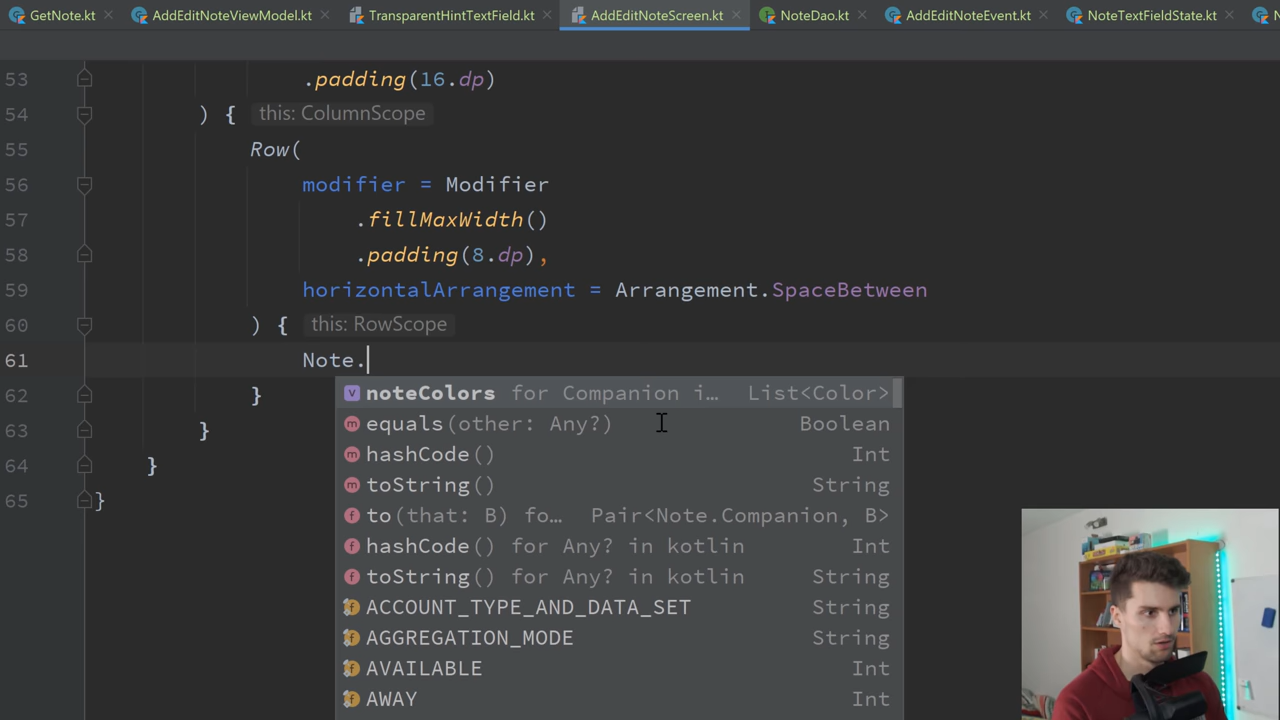 GetNote.kt AddEditNoteViewModel.kt TransparentHintTextField.kt AddEditNoteScreen.kt NoteDao.kt AddEditNoteEvent.kt NoteTextFieldState.kt
53 .padding(16.dp)
54 ) { this: ColumnScope
55 Row(
56 modifier = Modifier
57 .fillMaxWidth()
58 .padding(8.dp),
59 horizontalArrangement = Arrangement.SpaceBetween
60 ) { this: RowScope
61 Note.
noteColors for Companion i… List<Color>
62 }
equals(other: Any?) Boolean
63 }
hashCode() Int
64 }
toString() String
65 }
to(that: B) fo… Pair<Note.Companion, B>
hashCode() for Any? in kotlin Int
toString() for Any? in kotlin String
ACCOUNT_TYPE_AND_DATA_SET String
AGGREGATION_MODE String
AVAILABLE Int
AWAY Int